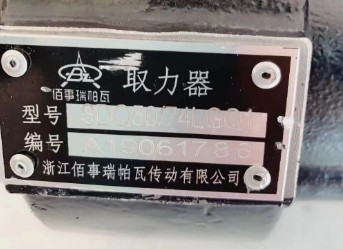 佰事瑞帕瓦
取力器
型号
编号 A19061786
浙江佰事瑞帕瓦传动有限公司